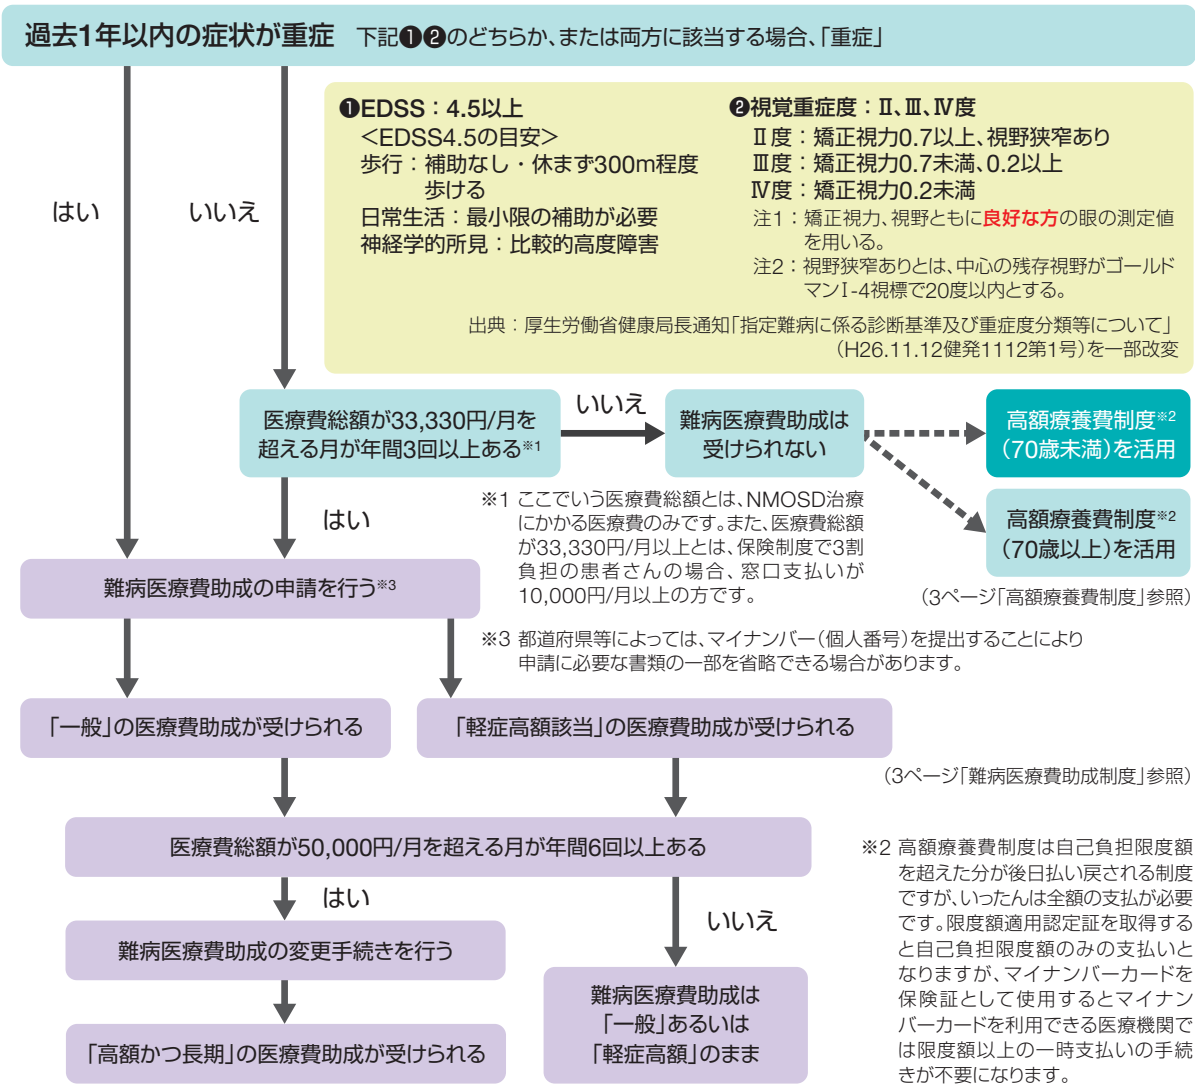 過去1年以内の症状が重症 下記❶❷のどちらか、または両方に該当する場合、「重症」
はい
いいえ
❶EDSS：4.5以上
<EDSS4.5の目安>
歩行：補助なし・休まず300m程度
歩ける
日常生活：最小限の補助が必要
神経学的所見：比較的高度障害
❷視覚重症度：Ⅱ、Ⅲ、Ⅳ度
Ⅱ度：矯正視力0.7以上、視野狭窄あり
Ⅲ度：矯正視力0.7未満、0.2以上
Ⅳ度：矯正視力0.2未満
注1：矯正視力、視野ともに良好な方の眼の測定値
を用いる。
注2：視野狭窄ありとは、中心の残存視野がゴールド
マンI-4視標で20度以内とする。
出典：厚生労働省健康局長通知「指定難病に係る診断基準及び重症度分類等について」
（H26.11.12健発1112第1号）を一部改変
医療費総額が33,330円/月を
超える月が年間3回以上ある※1
いいえ
難病医療費助成は
受けられない
高額療養費制度※2
（70歳未満）を活用
高額療養費制度※2
（70歳以上）を活用
（3ページ「高額療養費制度」参照）
はい
※1 ここでいう医療費総額とは、NMOSD治療
にかかる医療費のみです。また、医療費総額
が33,330円/月以上とは、保険制度で3割
負担の患者さんの場合、窓口支払いが
10,000円/月以上の方です。
難病医療費助成の申請を行う※3
※3 都道府県等によっては、マイナンバー（個人番号）を提出することにより
申請に必要な書類の一部を省略できる場合があります。
「一般」の医療費助成が受けられる
「軽症高額該当」の医療費助成が受けられる
（3ページ「難病医療費助成制度」参照）
医療費総額が50,000円/月を超える月が年間6回以上ある
はい
いいえ
難病医療費助成の変更手続きを行う
「高額かつ長期」の医療費助成が受けられる
難病医療費助成は
「一般」あるいは
「軽症高額」のまま
※2 高額療養費制度は自己負担限度額
を超えた分が後日払い戻される制度
ですが、いったんは全額の支払が必要
です。限度額適用認定証を取得する
と自己負担限度額のみの支払いと
なりますが、マイナンバーカードを
保険証として使用するとマイナン
バーカードを利用できる医療機関で
は限度額以上の一時支払いの手続
きが不要になります。